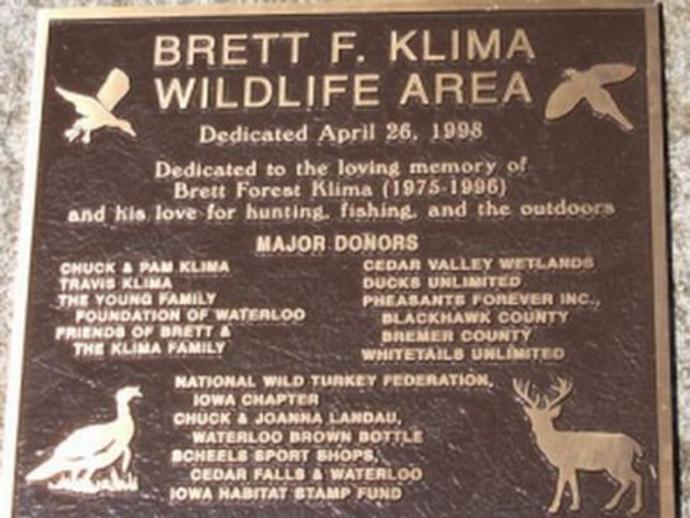 BRETT F. KLIMA
WILDLIFE AREA
Dedicated April 26, 1998
Dedicated to the loving memory of
Brett Forest Klima (1975-1996)
and his love for hunting, fishing, and the outdoors
MAJOR DONORS
CHUCK & PAM KLIMA
TRAVIS KLIMA
THE YOUNG FAMILY
FOUNDATION OF WATERLOO
FRIENDS OF BRETT &
THE KLIMA FAMILY
CEDAR VALLEY WETLANDS
DUCKS UNLIMITED
PHEASANTS FOREVER INC.,
BLACKHAWK COUNTY
BREMER COUNTY
WHITETAILS UNLIMITED
NATIONAL WILD TURKEY FEDERATION,
IOWA CHAPTER
CHUCK & JOANNA LANDAU,
WATERLOO BROWN BOTTLE
SCHEELS SPORT SHOPS,
CEDAR FALLS & WATERLOO
IOWA HABITAT STAMP FUND